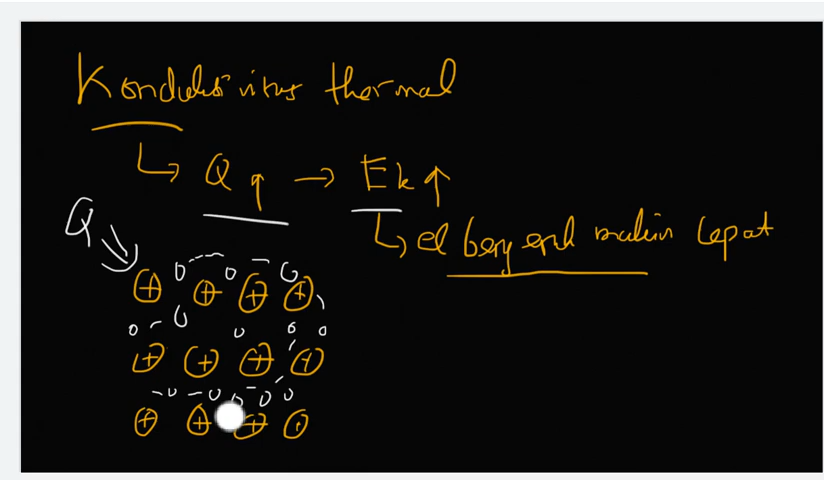 Konduktivitas thermal
↳ Q ↑ → Ek ↑
Q
↳ el bergerak makin cepat
+ + + +
+ + + +
+ + + +